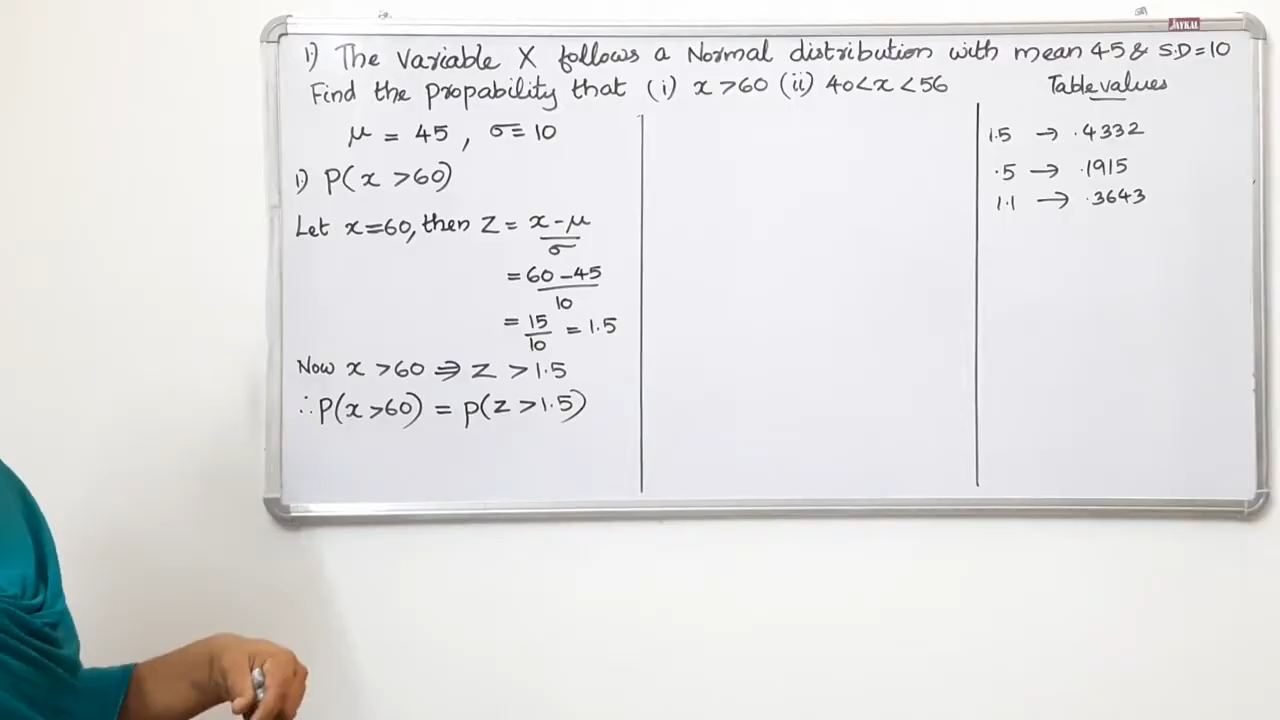 JAYKAL
1) The Variable X follows a Normal distribution with mean 45 & S.D=10
Find the propability that (i) x >60 (ii) 40<x <56
μ = 45 , σ = 10
1) P(x >60)
Let x=60, then Z = x-μ
σ
= 60-45
10
= 15
10
= 1.5
Now x >60 ⇒ Z >1.5
∴ P(x>60) = P(Z >1.5)
Table values
1.5 → .4332
.5 → .1915
1.1 → .3643